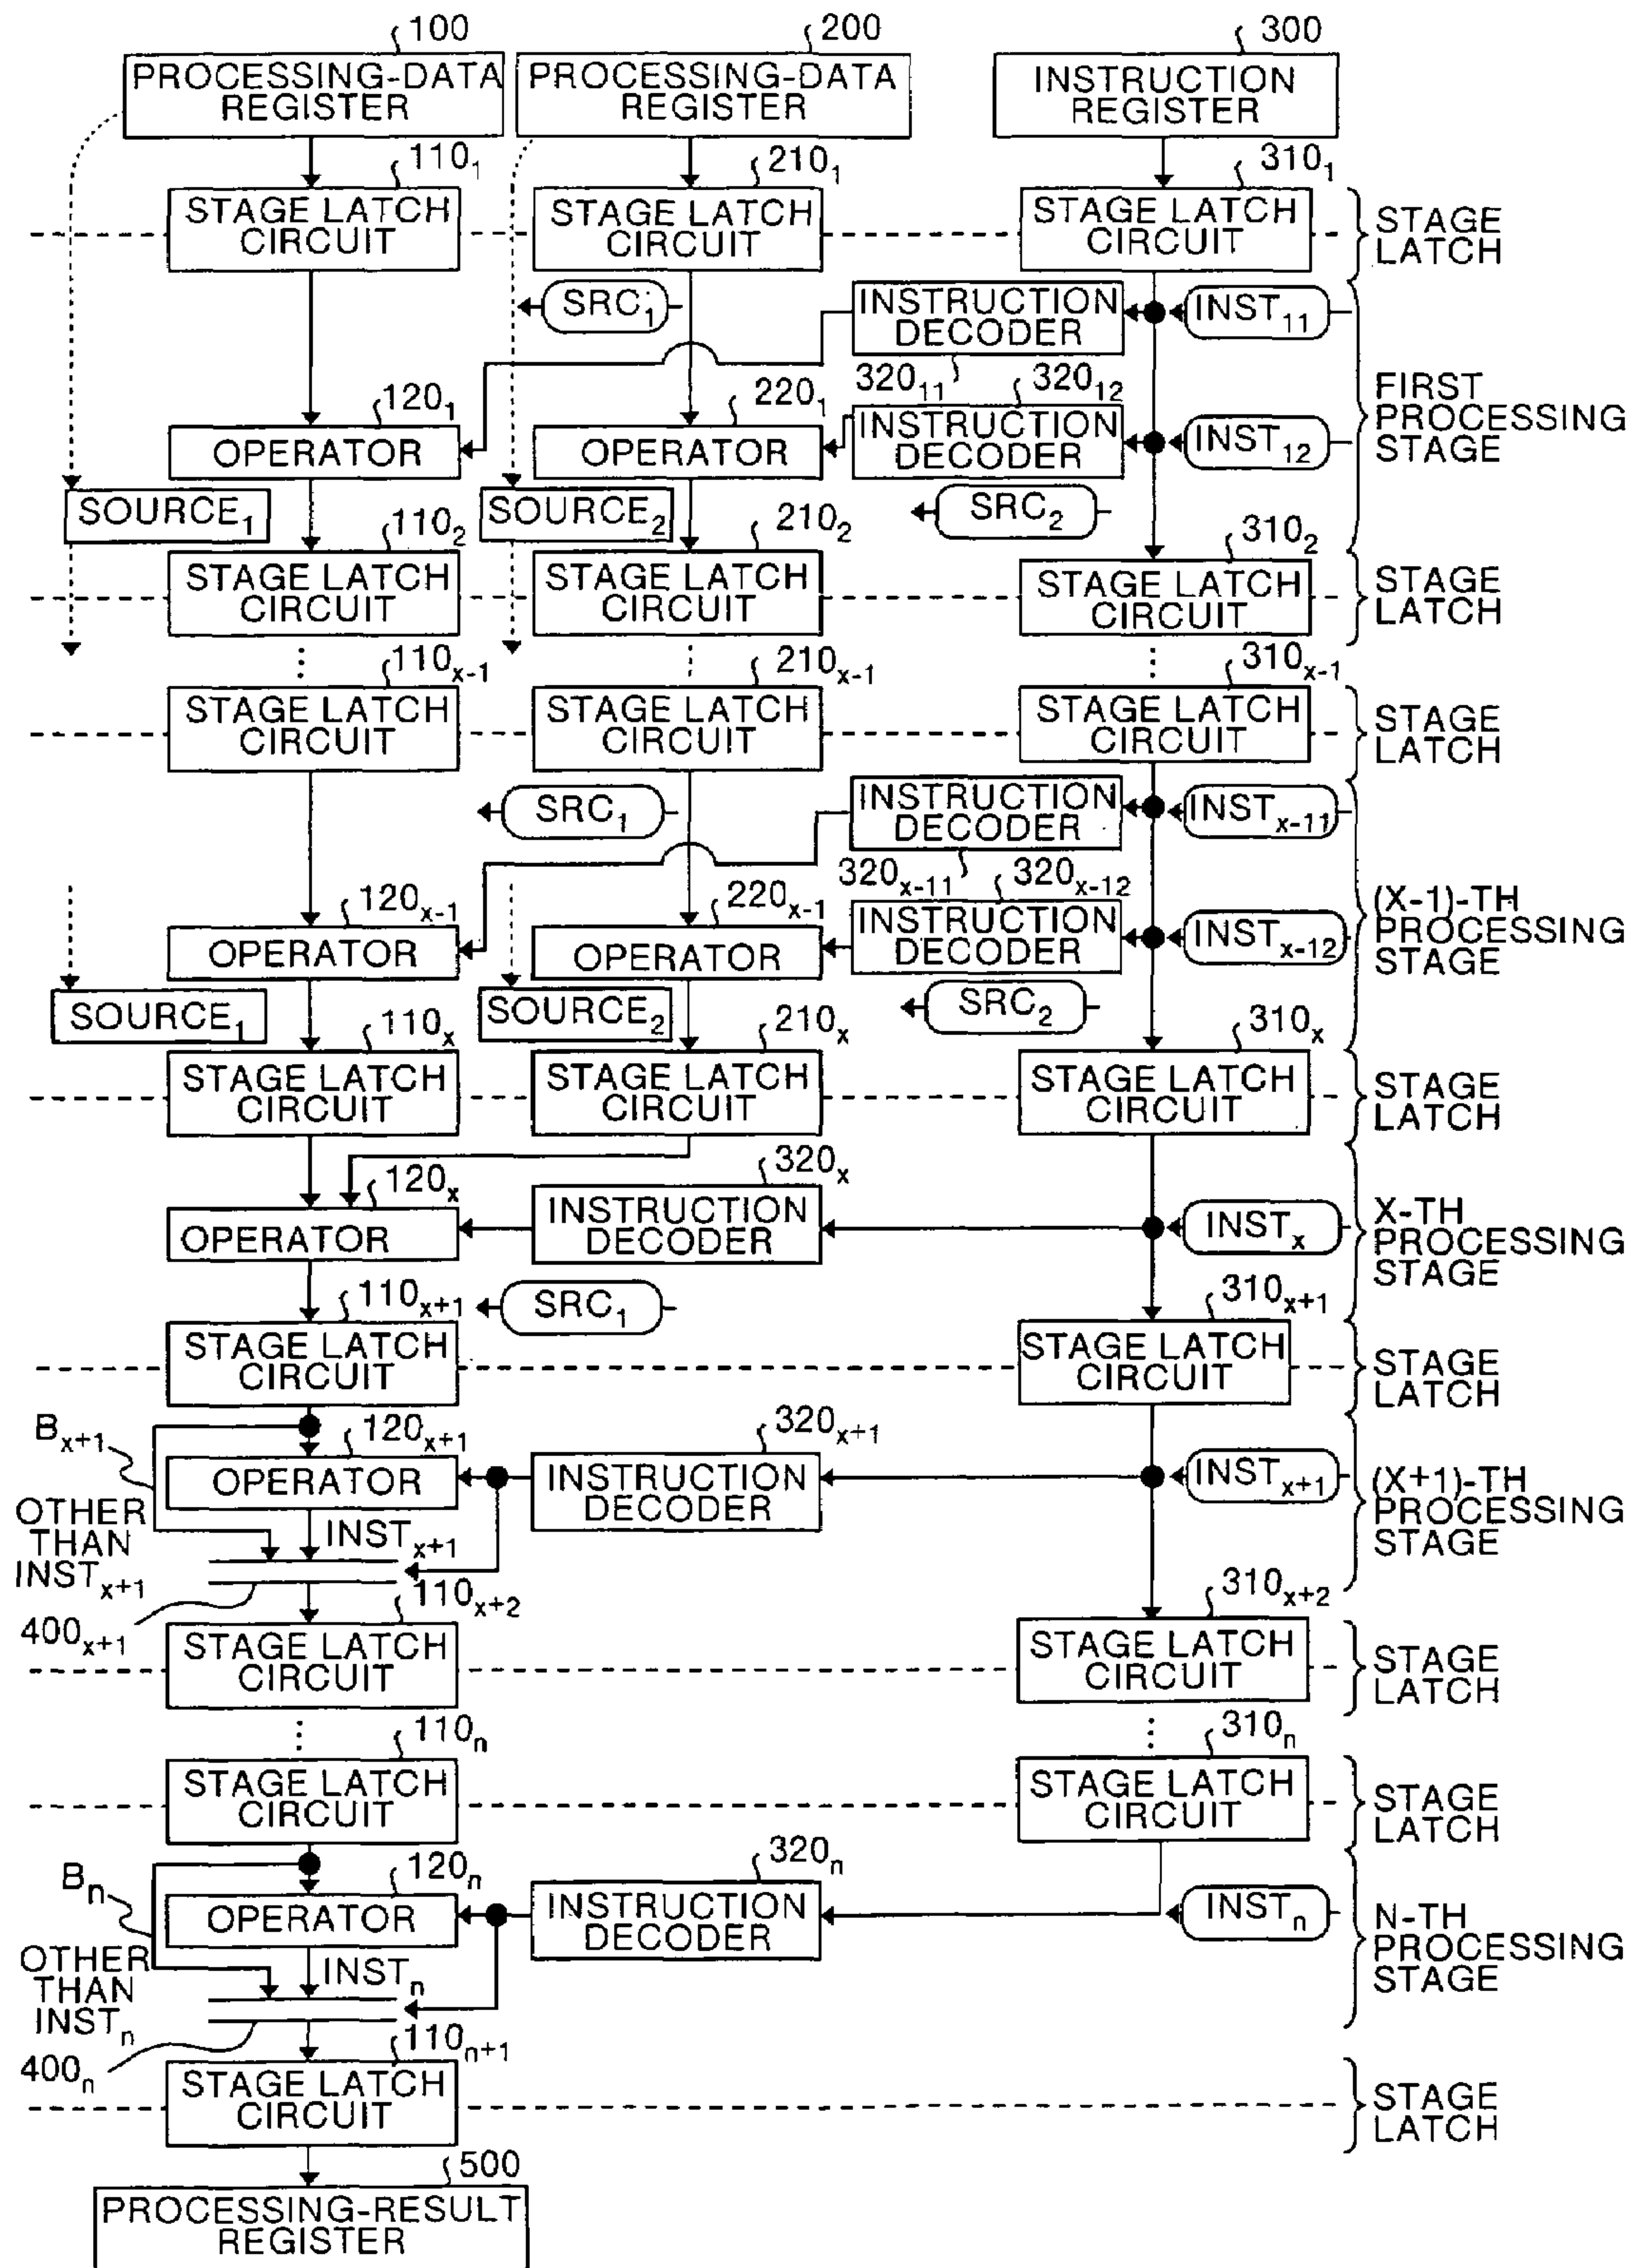 100
200
300
PROCESSING-DATA
REGISTER
PROCESSING-DATA
REGISTER
INSTRUCTION
REGISTER
110₁
210₁
310₁
STAGE LATCH
CIRCUIT
STAGE LATCH
CIRCUIT
STAGE LATCH
CIRCUIT
STAGE
LATCH
SRC₁
INSTRUCTION
DECODER
INST₁₁
320₁₁
320₁₂
FIRST
PROCESSING
STAGE
120₁
220₁
OPERATOR
OPERATOR
INSTRUCTION
DECODER
INST₁₂
SOURCE₁
SOURCE₂
SRC₂
110₂
210₂
310₂
STAGE LATCH
CIRCUIT
STAGE LATCH
CIRCUIT
STAGE LATCH
CIRCUIT
STAGE
LATCH
110x-1
210x-1
310x-1
STAGE LATCH
CIRCUIT
STAGE LATCH
CIRCUIT
STAGE LATCH
CIRCUIT
STAGE
LATCH
SRC₁
INSTRUCTION
DECODER
INSTx-11
320x-11
320x-12
(X-1)-TH
PROCESSING
STAGE
120x-1
220x-1
OPERATOR
OPERATOR
INSTRUCTION
DECODER
INSTx-12
SOURCE₁
SOURCE₂
SRC₂
110x
210x
310x
STAGE LATCH
CIRCUIT
STAGE LATCH
CIRCUIT
STAGE LATCH
CIRCUIT
STAGE
LATCH
120x
320x
OPERATOR
INSTRUCTION
DECODER
INSTx
X-TH
PROCESSING
STAGE
110x+1
SRC₁
310x+1
STAGE LATCH
CIRCUIT
STAGE LATCH
CIRCUIT
STAGE
LATCH
Bx+1
120x+1
320x+1
OPERATOR
INSTRUCTION
DECODER
INSTx+1
(X+1)-TH
PROCESSING
STAGE
OTHER
THAN
INSTx+1
INSTx+1
400x+1
110x+2
310x+2
STAGE LATCH
CIRCUIT
STAGE LATCH
CIRCUIT
STAGE
LATCH
110n
310n
STAGE LATCH
CIRCUIT
STAGE LATCH
CIRCUIT
STAGE
LATCH
Bn
120n
320n
OPERATOR
INSTRUCTION
DECODER
INSTn
N-TH
PROCESSING
STAGE
OTHER
THAN
INSTn
INSTn
400n
110n+1
STAGE LATCH
CIRCUIT
STAGE
LATCH
500
PROCESSING-RESULT
REGISTER